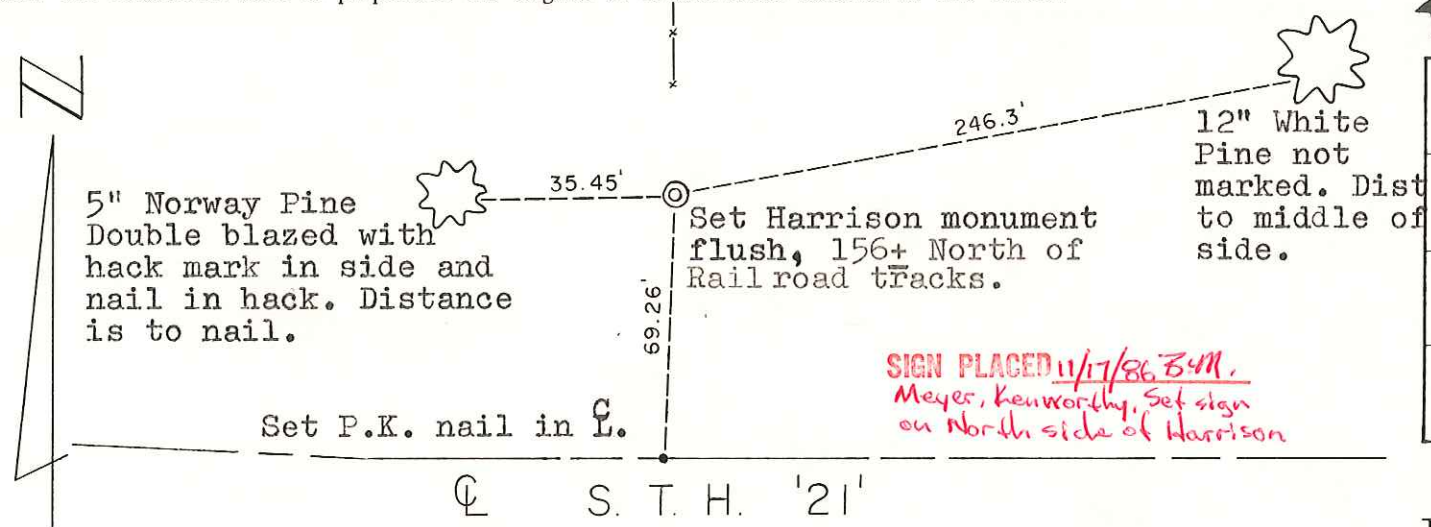 N
246.3'
12" White
Pine not
marked. Dist
to middle of
side.
35.45'
5" Norway Pine
Double blazed with
hack mark in side and
nail in hack. Distance
is to nail.
Set Harrison monument
flush, 156± North of
Rail road tracks.
69.26'
SIGN PLACED 11/17/86
Meyer, Kenworthy, Set sign
on North side of Harrison
Set P.K. nail in ℄.
℄ S. T. H. '21'